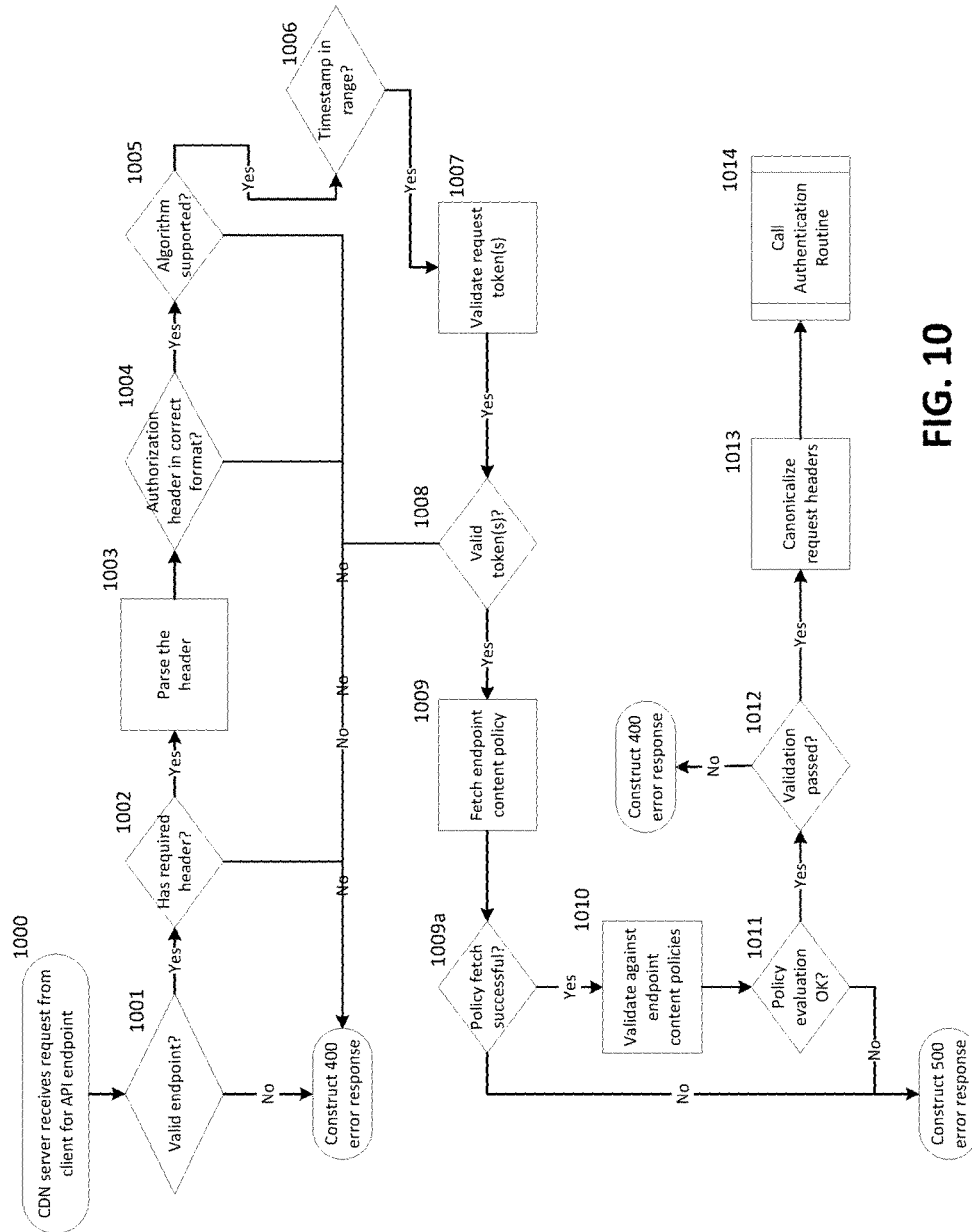 1000
CDN server receives request from
client for API endpoint
1001
Valid endpoint?
Yes
No
Construct 400
error response
1002
Has required
header?
Yes
No
1003
Parse the
header
1004
Authorization
header in correct
format?
Yes
No
1005
Algorithm
supported?
Yes
No
1006
Timestamp in
range?
Yes
1007
Validate request
token(s)
Yes
1008
Valid
token(s)?
No
Yes
1009
Fetch endpoint
content policy
1009a
Policy fetch
successful?
Yes
No
1010
Validate against
endpoint
content policies
1011
Policy
evaluation
OK?
Yes
No
Construct 500
error response
1012
Validation
passed?
No
Construct 400
error response
Yes
1013
Canonicalize
request headers
1014
Call
Authentication
Routine
FIG. 10